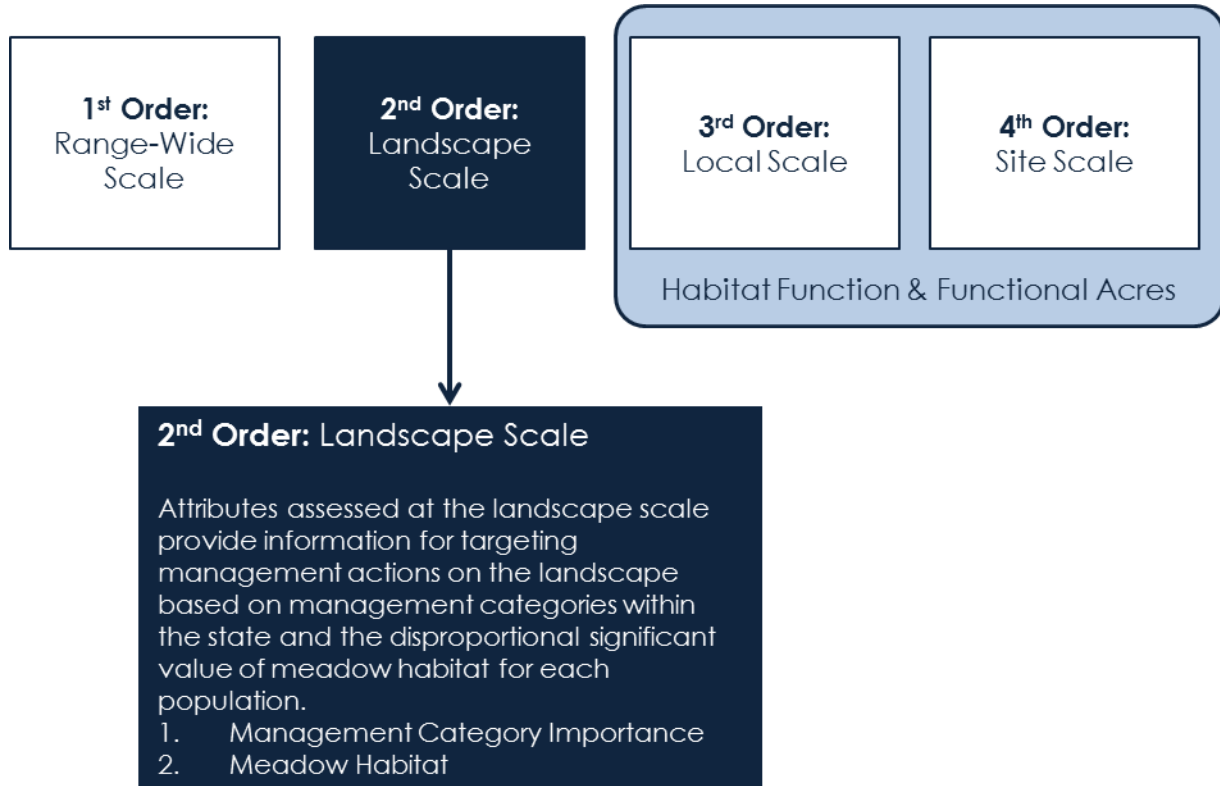 1st Order:
Range-Wide
Scale
2nd Order:
Landscape
Scale
3rd Order:
Local Scale
4th Order:
Site Scale
Habitat Function & Functional Acres
2nd Order: Landscape Scale
Attributes assessed at the landscape scale
provide information for targeting
management actions on the landscape
based on management categories within
the state and the disproportional significant
value of meadow habitat for each
population.
1. Management Category Importance
2. Meadow Habitat